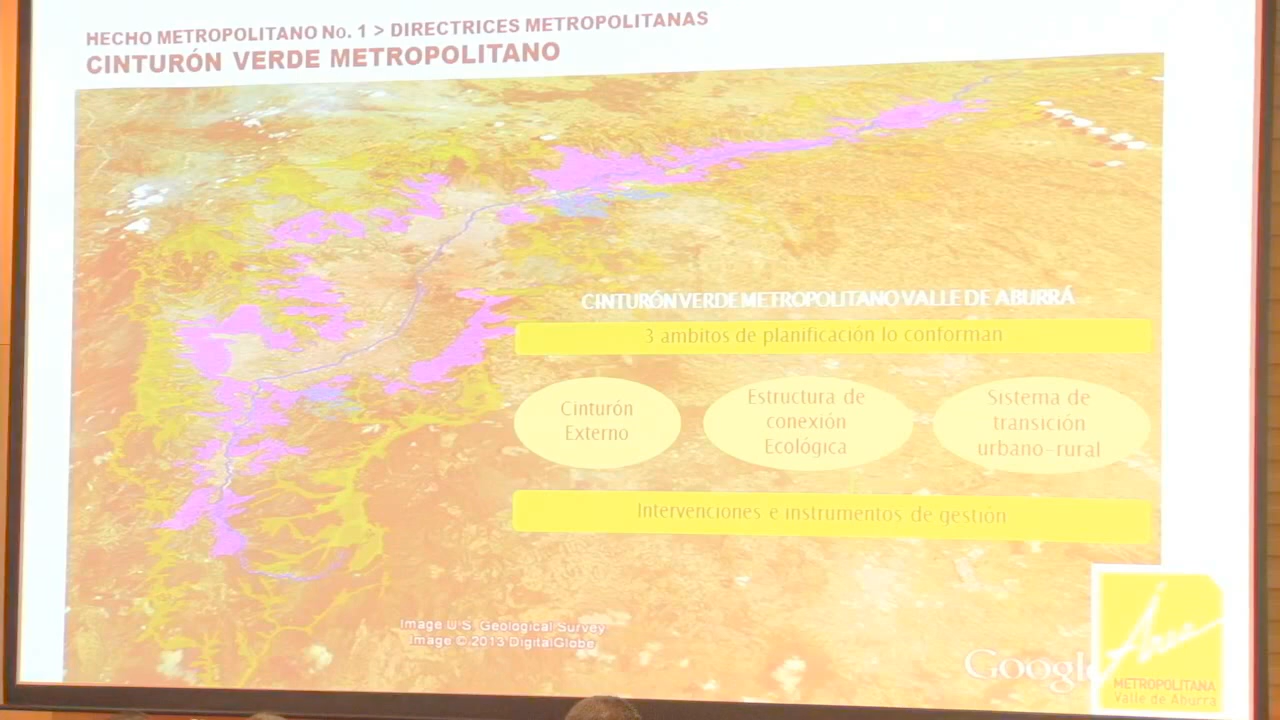 HECHO METROPOLITANO No. 1 > DIRECTRICES METROPOLITANAS
CINTURÓN VERDE METROPOLITANO
CINTURÓN VERDE METROPOLITANO VALLE DE ABURRÁ
3 ambitos de planificación lo conforman
Cinturón
Externo
Estructura de
conexión
Ecológica
Sistema de
transición
urbano-rural
Intervenciones e instrumentos de gestión
Image U.S. Geological Survey
Image © 2013 DigitalGlobe
Google
METROPOLITANA
Valle de Aburrá